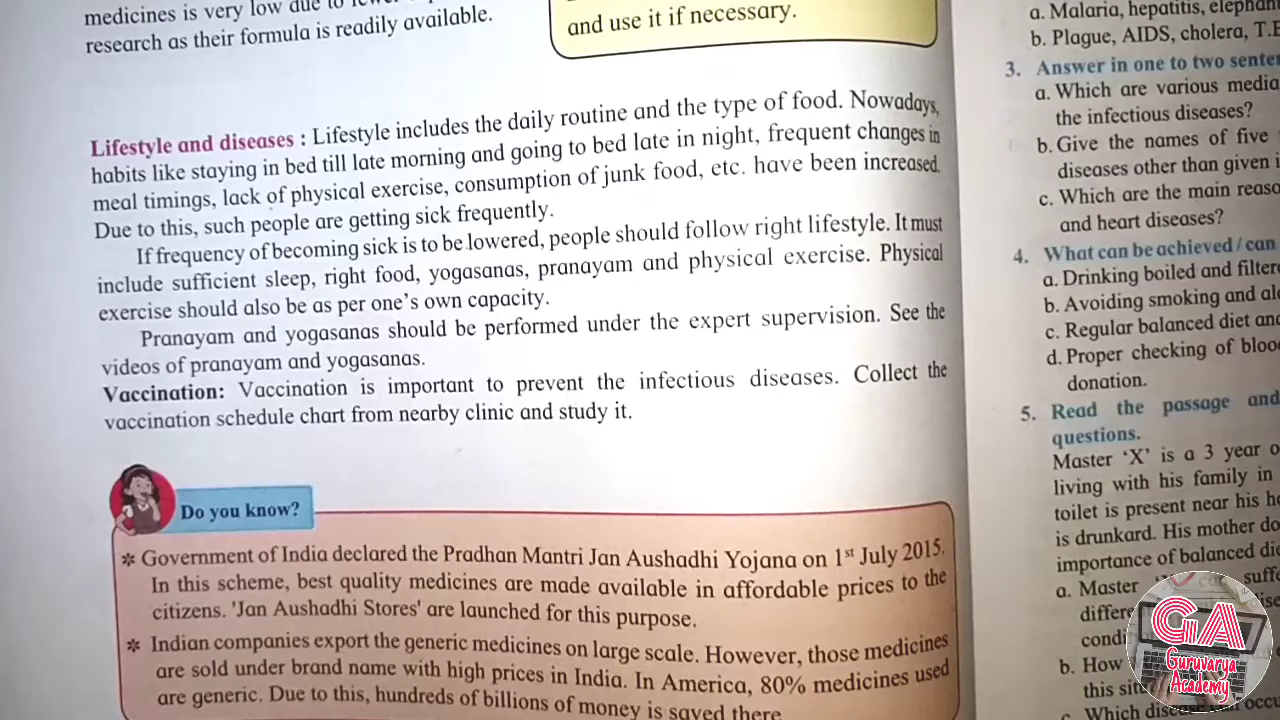 medicines is very low due to
research as their formula is readily available.
and use it if necessary.
Lifestyle and diseases : Lifestyle includes the daily routine and the type of food. Nowadays,
habits like staying in bed till late morning and going to bed late in night, frequent changes in
meal timings, lack of physical exercise, consumption of junk food, etc. have been increased.
Due to this, such people are getting sick frequently.
If frequency of becoming sick is to be lowered, people should follow right lifestyle. It must
include sufficient sleep, right food, yogasanas, pranayam and physical exercise. Physical
exercise should also be as per one's own capacity.
Pranayam and yogasanas should be performed under the expert supervision. See the
videos of pranayam and yogasanas.
Vaccination: Vaccination is important to prevent the infectious diseases. Collect the
vaccination schedule chart from nearby clinic and study it.
Do you know?
* Government of India declared the Pradhan Mantri Jan Aushadhi Yojana on 1st July 2015.
In this scheme, best quality medicines are made available in affordable prices to the
citizens. 'Jan Aushadhi Stores' are launched for this purpose.
* Indian companies export the generic medicines on large scale. However, those medicines
are sold under brand name with high prices in India. In America, 80% medicines used
are generic. Due to this, hundreds of billions of money is saved there
a. Malaria, hepatitis,
b. Plague, AIDS, cholera,
3. Answer in one to two
a. Which are various
the infectious diseases?
b. Give the names of five
diseases other than given
c. Which are the main
and heart diseases?
4. What can be achieved / can
a. Drinking boiled and
b. Avoiding smoking and
c. Regular balanced diet
d. Proper checking of
donation.
5. Read the passage and
questions.
Master 'X' is a 3 year
living with his family in
toilet is present near his
is drunkard. His mother
importance of balanced
a. Master
b. How
this
c. Which
GA
Guruvarya
Academy